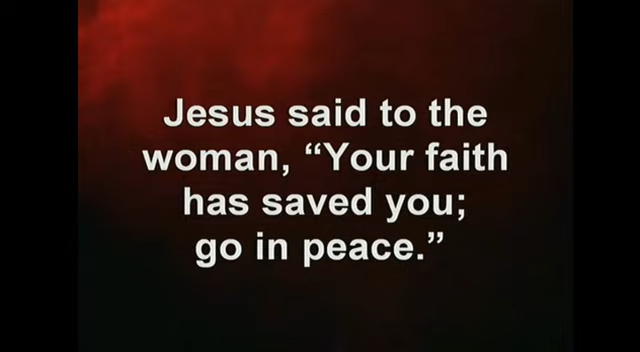 Jesus said to the
woman, “Your faith
has saved you;
go in peace.”